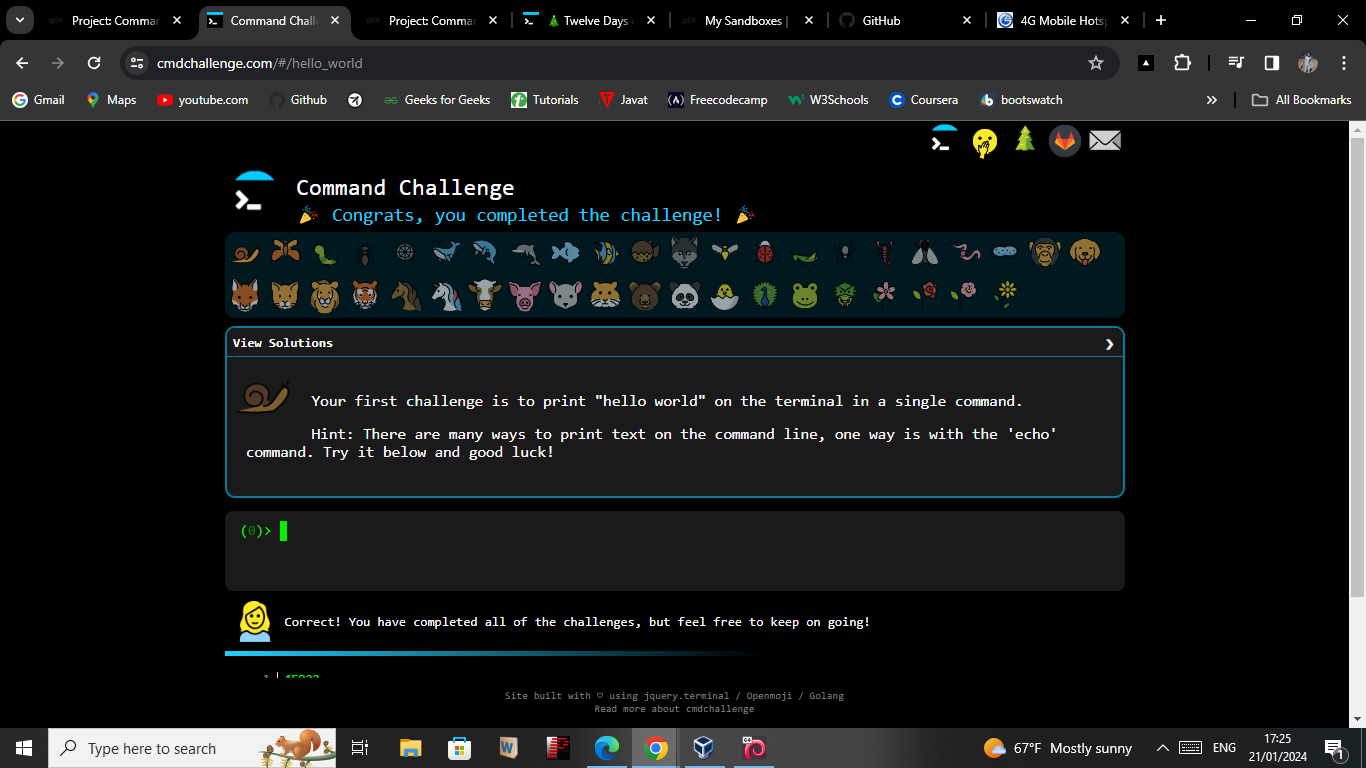 Project: Comma
Command Chall
Project: Comma
Twelve Days
My Sandboxes |
GitHub
4G Mobile Hots
cmdchallenge.com/#/hello_world
Gmail
Maps
youtube.com
Github
Geeks for Geeks
Tutorials
Javat
Freecodecamp
W3Schools
Coursera
bootswatch
All Bookmarks
Command Challenge
Congrats, you completed the challenge!
View Solutions
Your first challenge is to print "hello world" on the terminal in a single command.
Hint: There are many ways to print text on the command line, one way is with the 'echo'
command. Try it below and good luck!
(0)>
Correct! You have completed all of the challenges, but feel free to keep on going!
Site built with ♡ using jquery.terminal / Openmoji / Golang
Read more about cmdchallenge
Type here to search
67°F Mostly sunny
ENG
17:25
21/01/2024
1